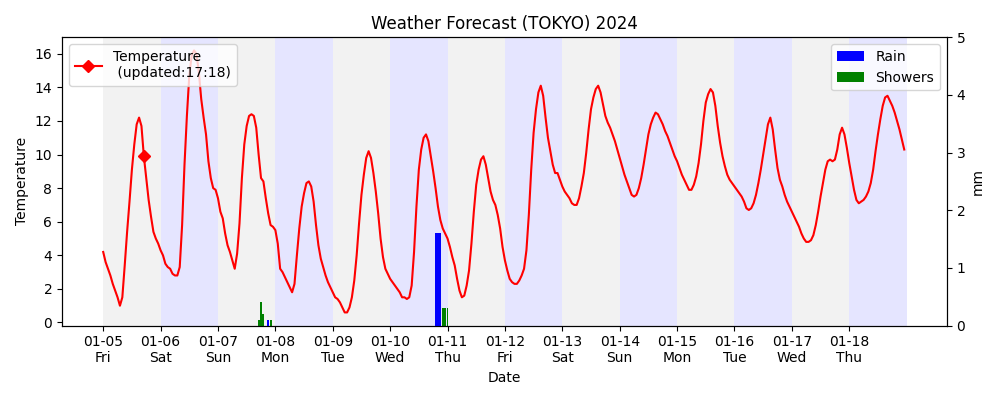 Weather Forecast (TOKYO) 2024
Temperature
(updated:17:18)
Rain
Showers
Temperature
16
14
12
10
8
6
4
2
0
5
4
3
2
1
0
mm
01-05 01-06 01-07 01-08 01-09 01-10 01-11 01-12 01-13 01-14 01-15 01-16 01-17 01-18
Fri Sat Sun Mon Tue Wed Thu Fri Sat Sun Mon Tue Wed Thu
Date